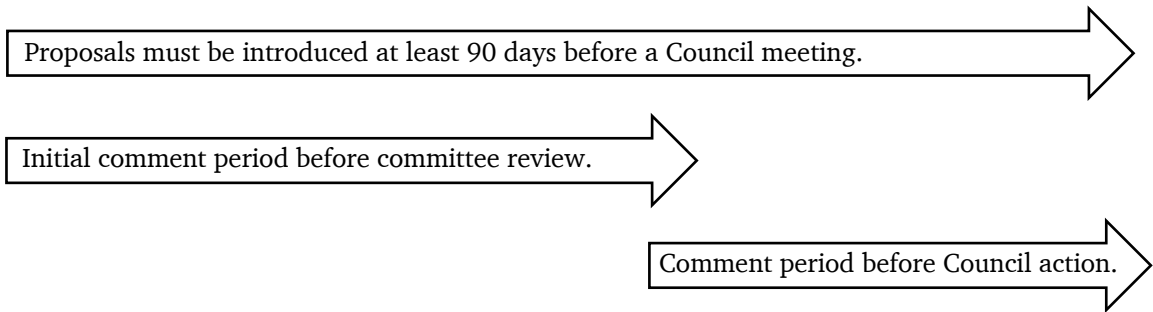 Proposals must be introduced at least 90 days before a Council meeting.
Initial comment period before committee review.
Comment period before Council action.